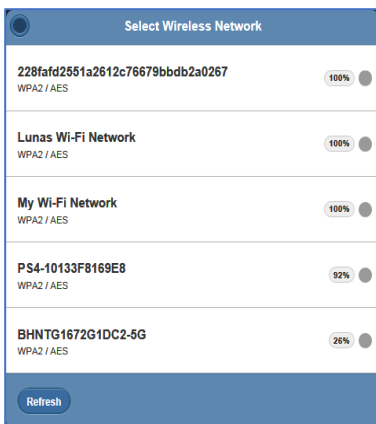 Select Wireless Network
228fafd2551a2612c76679bbdb2a0267
100%
WPA2 / AES
Lunas Wi-Fi Network
100%
WPA2 / AES
My Wi-Fi Network
100%
WPA2 / AES
PS4-10133F8169E8
92%
WPA2 / AES
BHNTG1672G1DC2-5G
26%
WPA2 / AES
Refresh